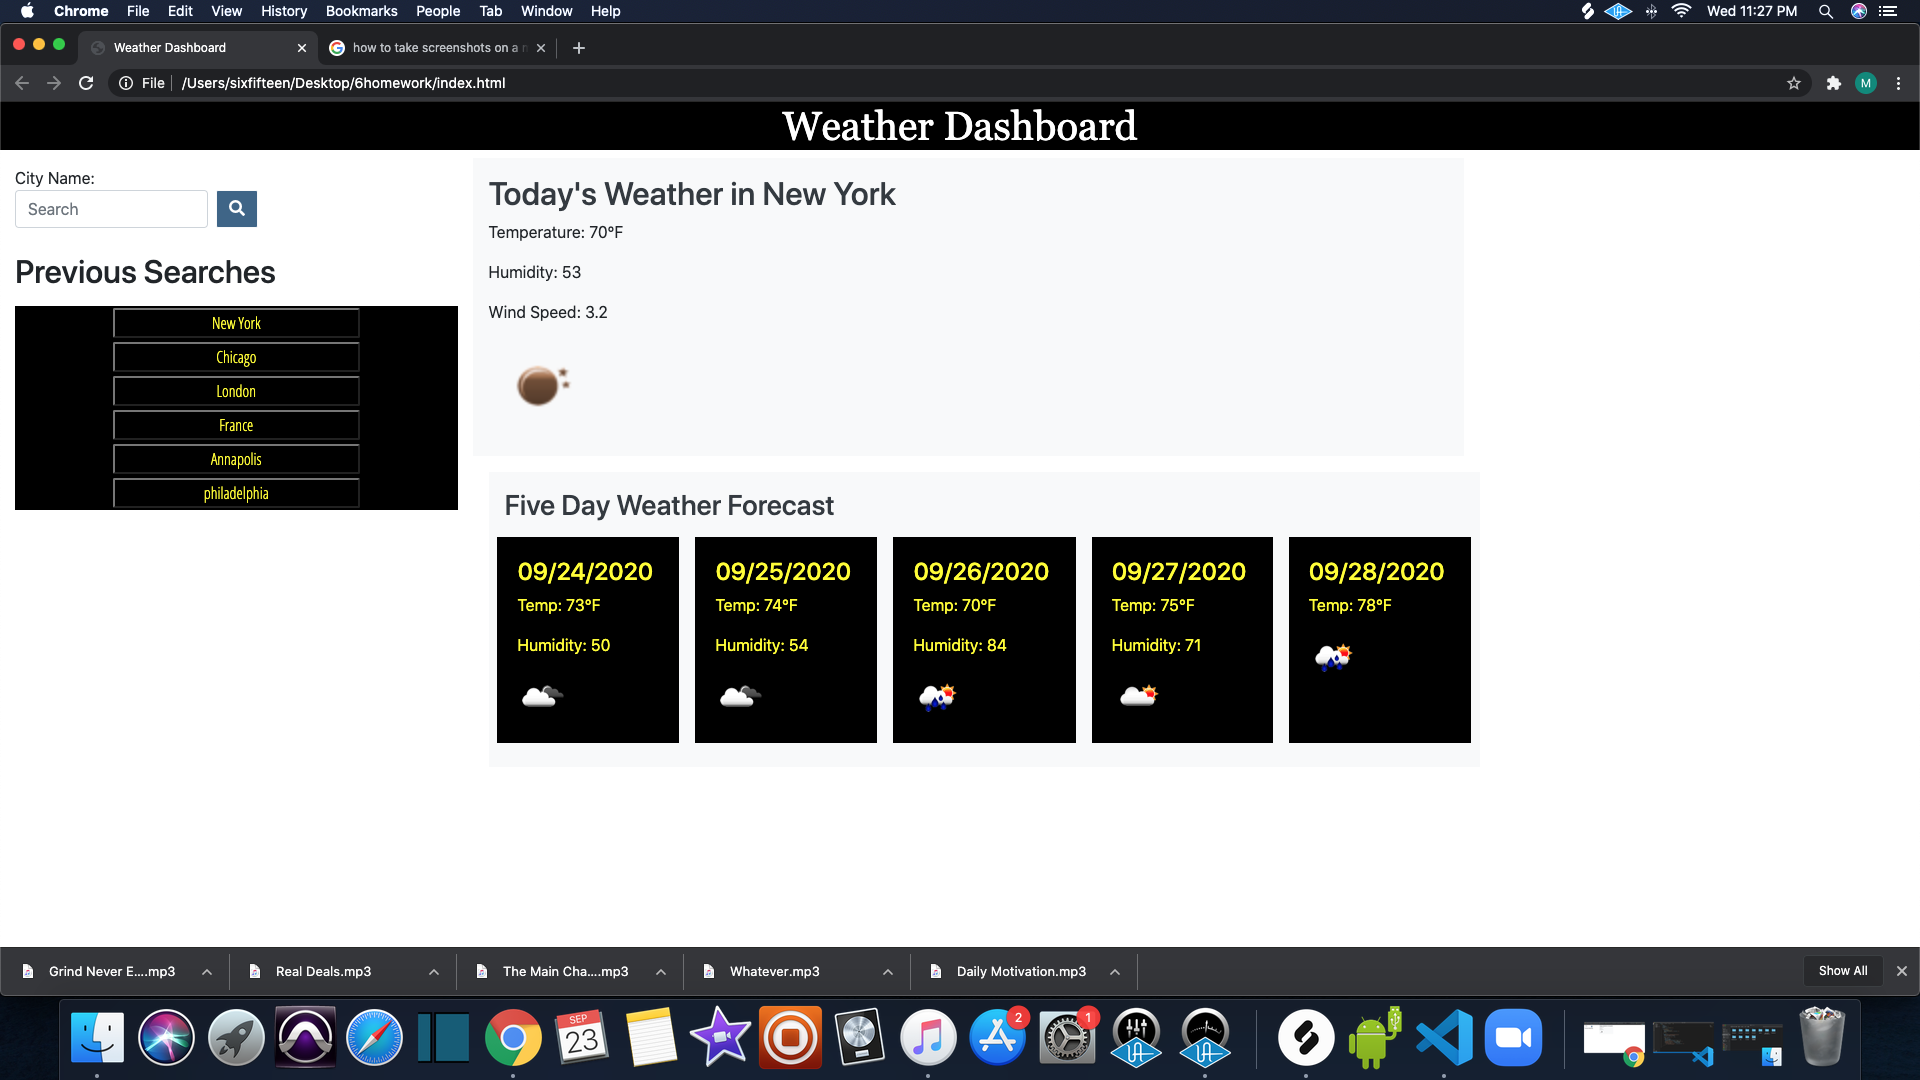 Chrome File Edit View History Bookmarks People Tab Window Help Wed 11:27 PM
Weather Dashboard how to take screenshots on a
File /Users/sixfifteen/Desktop/6homework/index.html M
Weather Dashboard
City Name:
Search
Previous Searches
New York
Chicago
London
France
Annapolis
philadelphia
Today's Weather in New York
Temperature: 70°F
Humidity: 53
Wind Speed: 3.2
Five Day Weather Forecast
09/24/2020
Temp: 73°F
Humidity: 50
09/25/2020
Temp: 74°F
Humidity: 54
09/26/2020
Temp: 70°F
Humidity: 84
09/27/2020
Temp: 75°F
Humidity: 71
09/28/2020
Temp: 78°F
Grind Never E....mp3 Real Deals.mp3 The Main Cha....mp3 Whatever.mp3 Daily Motivation.mp3 Show All
SEP
23
2
1
UA
UA